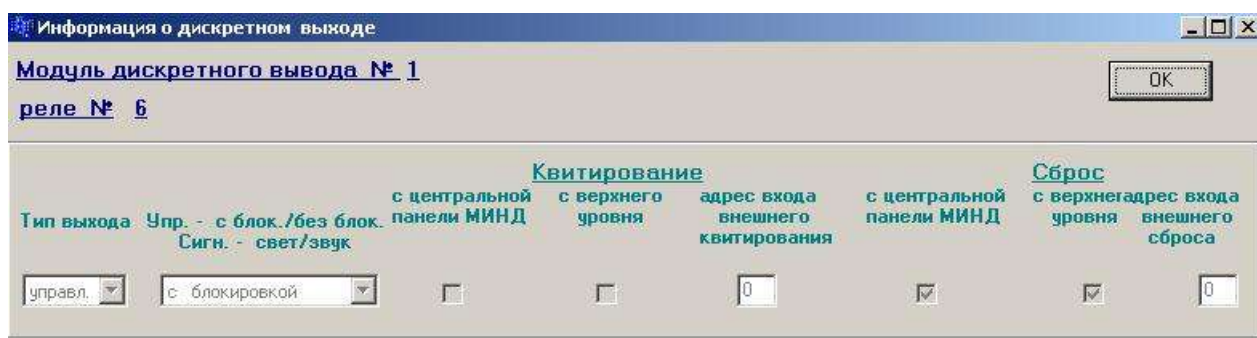 Информация о дискретном выходе
Модуль дискретного вывода № 1
OK
реле № 6
Квитирование
Сброс
Тип выхода
Упр. - с блок./без блок.
Сигн. - свет/звук
с центральной
панели МИНД
с верхнего
уровня
адрес входа
внешнего
квитирования
с центральной
панели МИНД
с верхнего
уровня
адрес входа
внешнего
сброса
управл.
с блокировкой
0
0